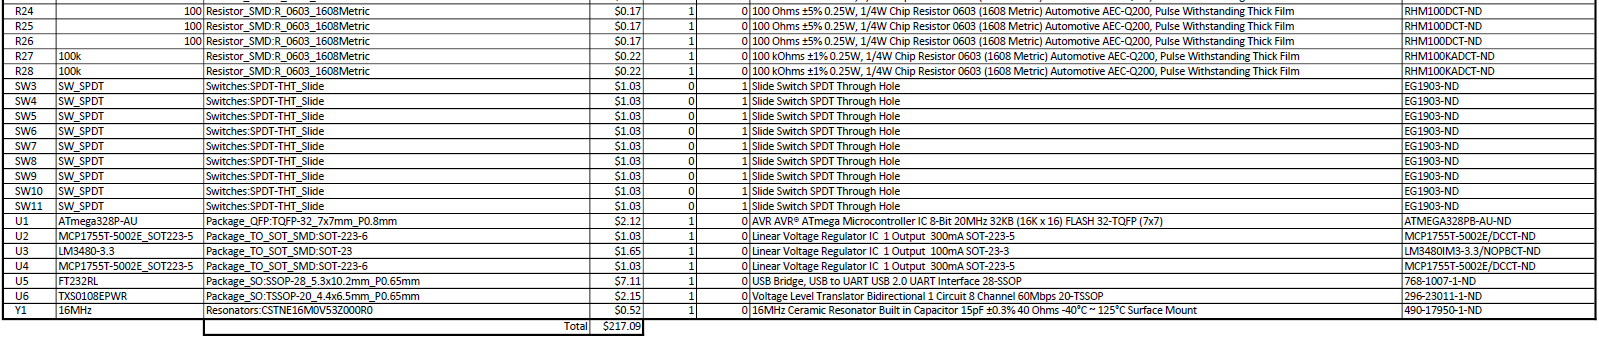 R24 100 Resistor_SMD:R_0603_1608Metric $0.17 1 0 100 Ohms ±5% 0.25W, 1/4W Chip Resistor 0603 (1608 Metric) Automotive AEC-Q200, Pulse Withstanding Thick Film RHM100DCT-ND
R25 100 Resistor_SMD:R_0603_1608Metric $0.17 1 0 100 Ohms ±5% 0.25W, 1/4W Chip Resistor 0603 (1608 Metric) Automotive AEC-Q200, Pulse Withstanding Thick Film RHM100DCT-ND
R26 100 Resistor_SMD:R_0603_1608Metric $0.17 1 0 100 Ohms ±5% 0.25W, 1/4W Chip Resistor 0603 (1608 Metric) Automotive AEC-Q200, Pulse Withstanding Thick Film RHM100DCT-ND
R27 100k Resistor_SMD:R_0603_1608Metric $0.22 1 0 100 kOhms ±1% 0.25W, 1/4W Chip Resistor 0603 (1608 Metric) Automotive AEC-Q200, Pulse Withstanding Thick Film RHM100KADCT-ND
R28 100k Resistor_SMD:R_0603_1608Metric $0.22 1 0 100 kOhms ±1% 0.25W, 1/4W Chip Resistor 0603 (1608 Metric) Automotive AEC-Q200, Pulse Withstanding Thick Film RHM100KADCT-ND
SW3 SW_SPDT Switches:SPDT-THT_Slide $1.03 0 1 Slide Switch SPDT Through Hole EG1903-ND
SW4 SW_SPDT Switches:SPDT-THT_Slide $1.03 0 1 Slide Switch SPDT Through Hole EG1903-ND
SW5 SW_SPDT Switches:SPDT-THT_Slide $1.03 0 1 Slide Switch SPDT Through Hole EG1903-ND
SW6 SW_SPDT Switches:SPDT-THT_Slide $1.03 0 1 Slide Switch SPDT Through Hole EG1903-ND
SW7 SW_SPDT Switches:SPDT-THT_Slide $1.03 0 1 Slide Switch SPDT Through Hole EG1903-ND
SW8 SW_SPDT Switches:SPDT-THT_Slide $1.03 0 1 Slide Switch SPDT Through Hole EG1903-ND
SW9 SW_SPDT Switches:SPDT-THT_Slide $1.03 0 1 Slide Switch SPDT Through Hole EG1903-ND
SW10 SW_SPDT Switches:SPDT-THT_Slide $1.03 0 1 Slide Switch SPDT Through Hole EG1903-ND
SW11 SW_SPDT Switches:SPDT-THT_Slide $1.03 0 1 Slide Switch SPDT Through Hole EG1903-ND
U1 ATmega328P-AU Package_QFP:TQFP-32_7x7mm_P0.8mm $2.12 1 0 AVR AVR® ATmega Microcontroller IC 8-Bit 20MHz 32KB (16K x 16) FLASH 32-TQFP (7x7) ATMEGA328PB-AU-ND
U2 MCP1755T-5002E_SOT223-5 Package_TO_SOT_SMD:SOT-223-6 $1.03 1 0 Linear Voltage Regulator IC 1 Output 300mA SOT-223-5 MCP1755T-5002E/DCCT-ND
U3 LM3480-3.3 Package_TO_SOT_SMD:SOT-23 $1.65 1 0 Linear Voltage Regulator IC 1 Output 100mA SOT-23-3 LM3480IM3-3.3/NOPBCT-ND
U4 MCP1755T-5002E_SOT223-5 Package_TO_SOT_SMD:SOT-223-6 $1.03 1 0 Linear Voltage Regulator IC 1 Output 300mA SOT-223-5 MCP1755T-5002E/DCCT-ND
U5 FT232RL Package_SO:SSOP-28_5.3x10.2mm_P0.65mm $7.11 1 0 USB Bridge, USB to UART USB 2.0 UART Interface 28-SSOP 768-1007-1-ND
U6 TXS0108EPWR Package_SO:TSSOP-20_4.4x6.5mm_P0.65mm $2.15 1 0 Voltage Level Translator Bidirectional 1 Circuit 8 Channel 60Mbps 20-TSSOP 296-23011-1-ND
Y1 16MHz Resonators:CSTNE16M0V53Z000R0 $0.52 1 0 16MHz Ceramic Resonator Built in Capacitor 15pF ±0.3% 40 Ohms -40°C ~ 125°C Surface Mount 490-17950-1-ND
Total $217.09